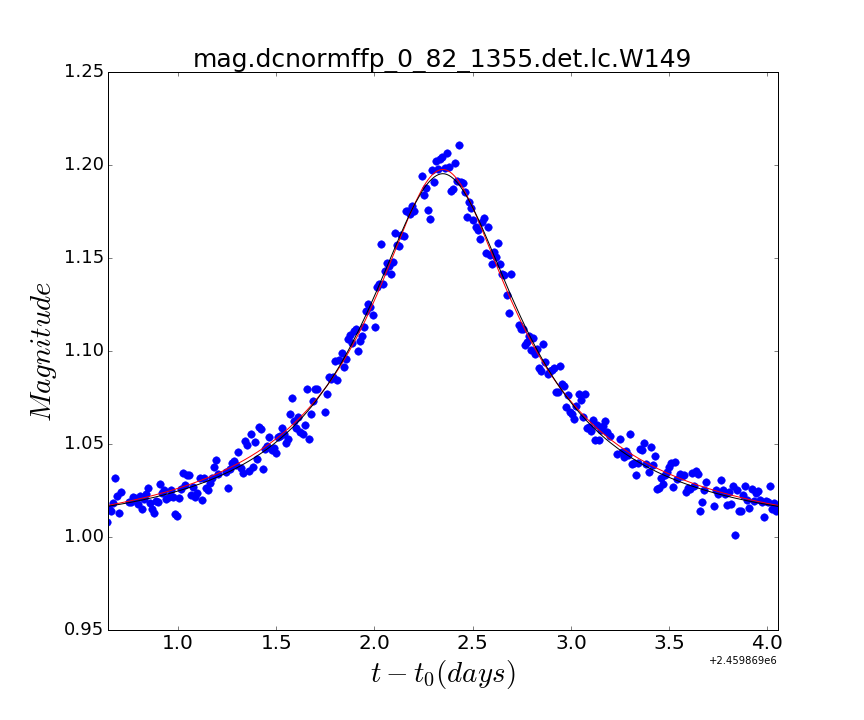 mag.dcnormffp_0_82_1355.det.lc.W149
1.25
1.20
1.15
1.10
1.05
1.00
0.95
Magnitude
1.0 1.5 2.0 2.5 3.0 3.5 4.0
+2.459869e6
t − t₀(days)